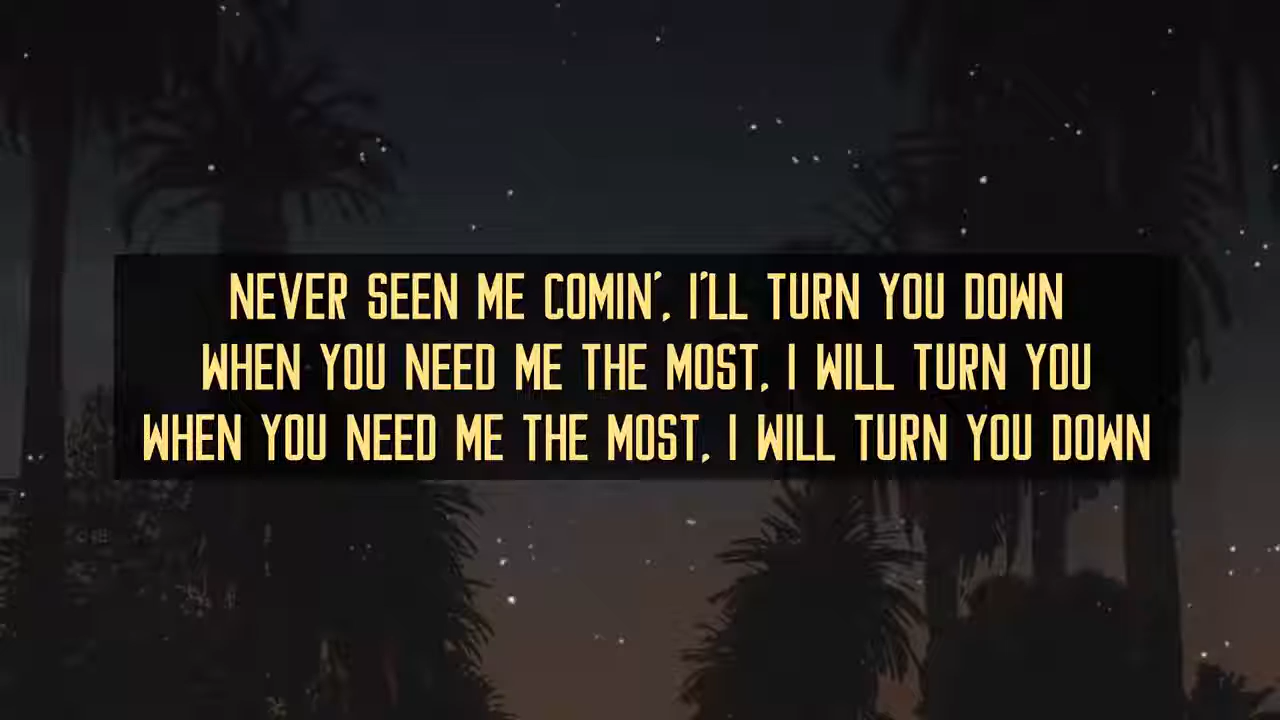 NEVER SEEN ME COMIN', I'LL TURN YOU DOWN
WHEN YOU NEED ME THE MOST, I WILL TURN YOU
WHEN YOU NEED ME THE MOST, I WILL TURN YOU DOWN